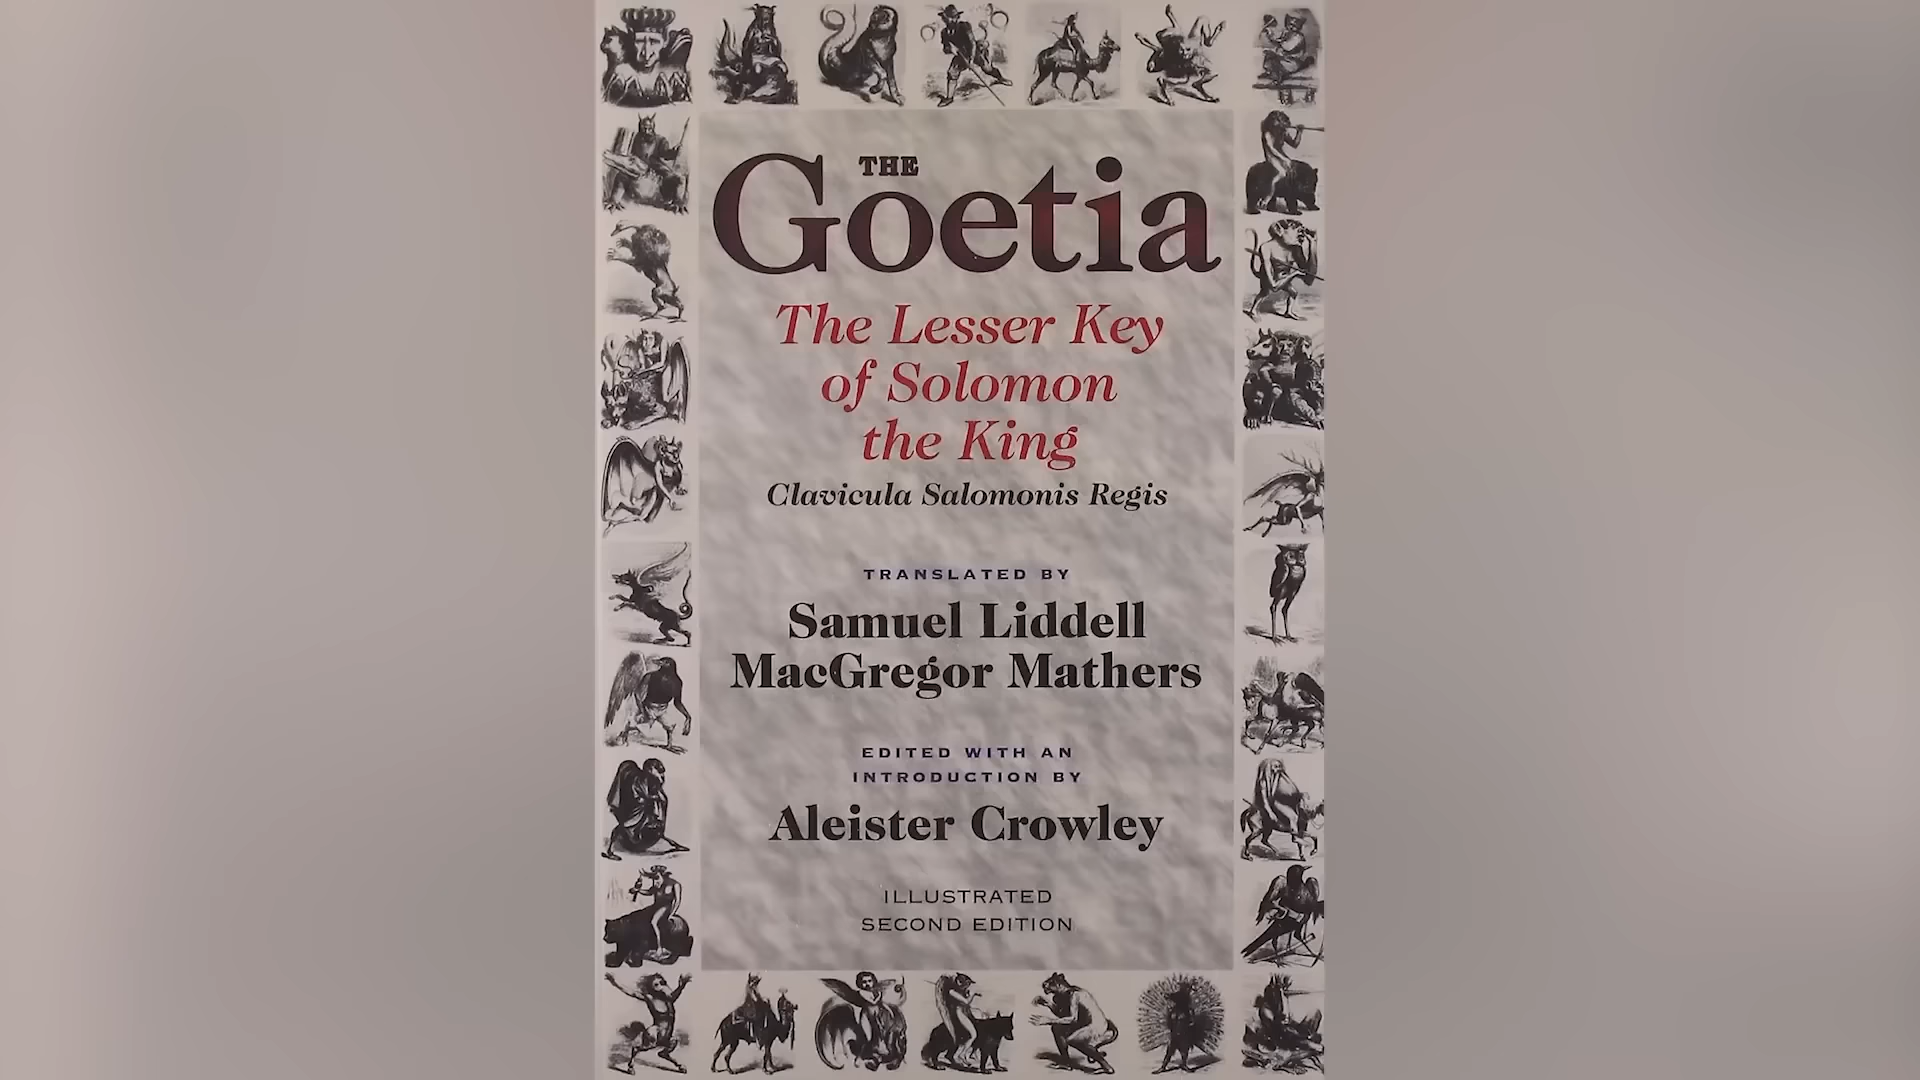 THE
Goetia
The Lesser Key
of Solomon
the King
Clavicula Salomonis Regis
TRANSLATED BY
Samuel Liddell
MacGregor Mathers
EDITED WITH AN
INTRODUCTION BY
Aleister Crowley
ILLUSTRATED
SECOND EDITION